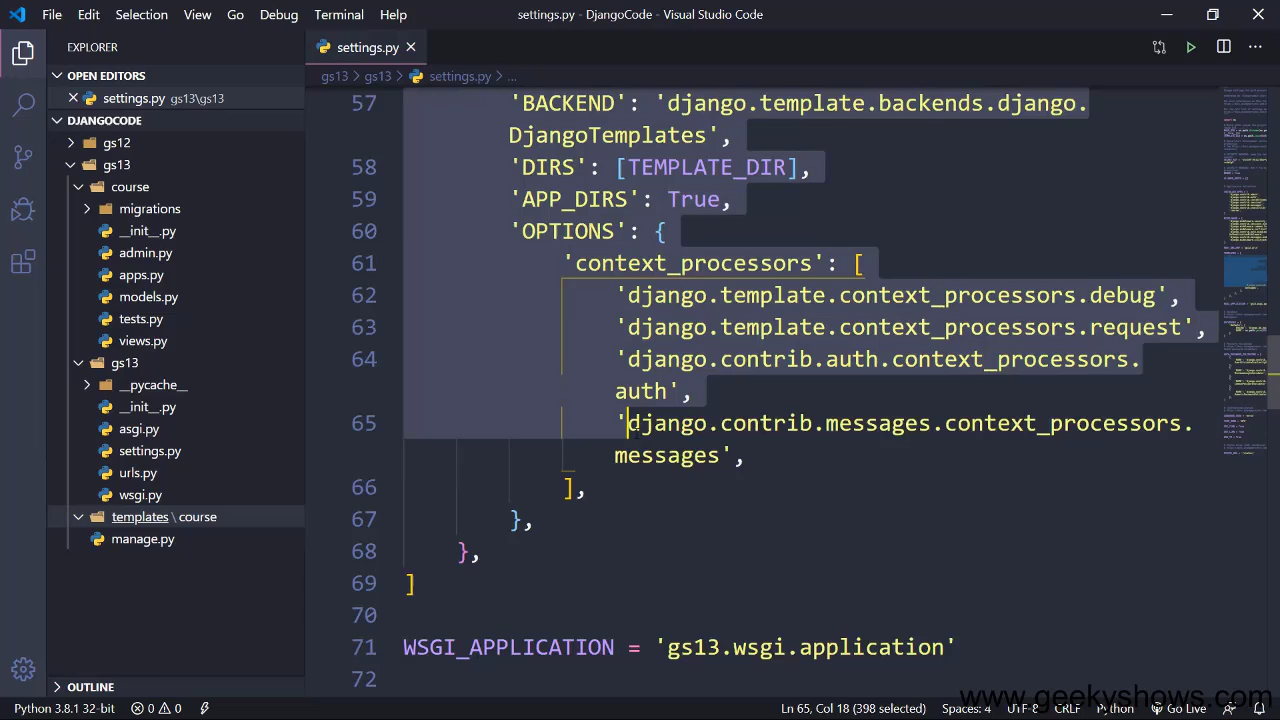 File Edit Selection View Go Debug Terminal Help settings.py - DjangoCode - Visual Studio Code
EXPLORER
OPEN EDITORS
settings.py gs13\gs13
DJANGOCODE
gs12
gs13
course
migrations
__init__.py
admin.py
apps.py
models.py
tests.py
views.py
gs13
__pycache__
__init__.py
asgi.py
settings.py
urls.py
wsgi.py
templates \ course
manage.py
OUTLINE
settings.py
gs13 > gs13 > settings.py > ...
57 'BACKEND': 'django.template.backends.django.
DjangoTemplates',
58 'DIRS': [TEMPLATE_DIR],
59 'APP_DIRS': True,
60 'OPTIONS': {
61 'context_processors': [
62 'django.template.context_processors.debug',
63 'django.template.context_processors.request',
64 'django.contrib.auth.context_processors.
auth',
65 'django.contrib.messages.context_processors.
messages',
66 ],
67 },
68 },
69 ]
70
71 WSGI_APPLICATION = 'gs13.wsgi.application'
72
www.geekyshows.com
Python 3.8.1 32-bit 0 0 Ln 65, Col 18 (398 selected) Spaces: 4 UTF-8 CRLF Python Go Live